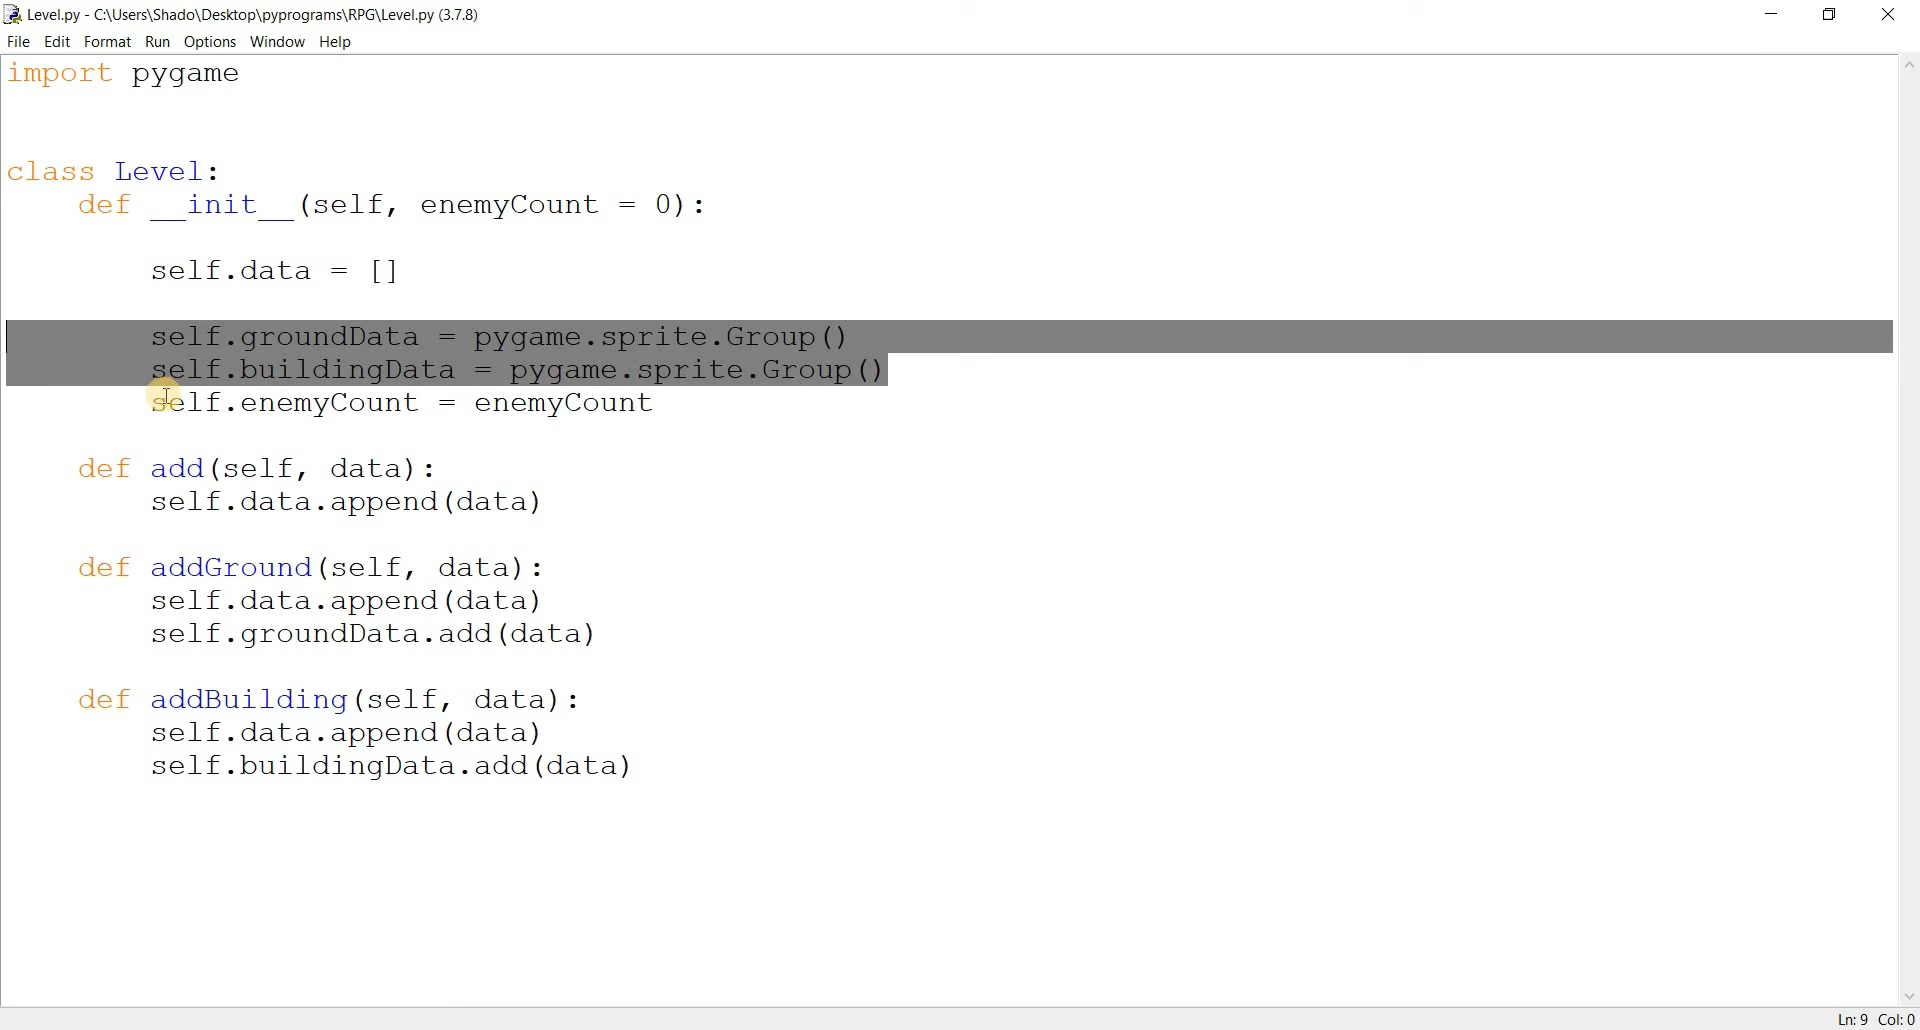 Level.py - C:\Users\Shado\Desktop\pyprograms\RPG\Level.py (3.7.8)
File Edit Format Run Options Window Help
import pygame
class Level:
    def __init__(self, enemyCount = 0):
        self.data = []
        self.groundData = pygame.sprite.Group()
        self.buildingData = pygame.sprite.Group()
        self.enemyCount = enemyCount
    def add(self, data):
        self.data.append(data)
    def addGround(self, data):
        self.data.append(data)
        self.groundData.add(data)
    def addBuilding(self, data):
        self.data.append(data)
        self.buildingData.add(data)
Ln: 9 Col: 0